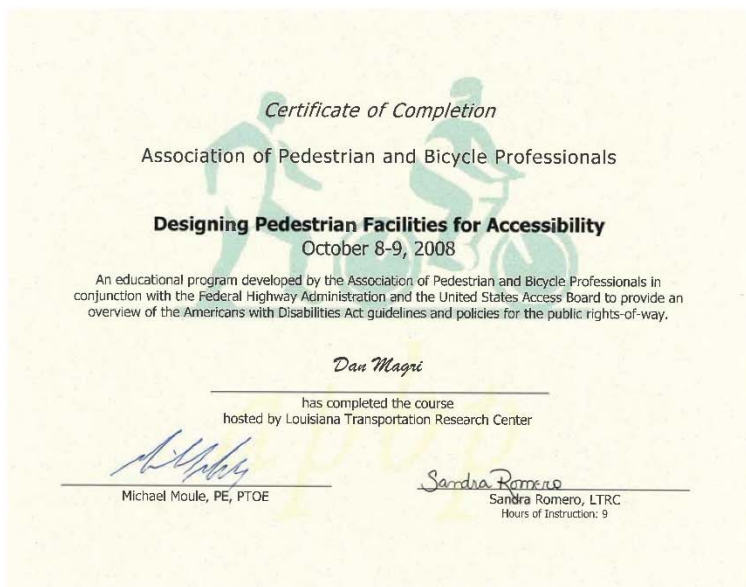 Certificate of Completion
Association of Pedestrian and Bicycle Professionals
Designing Pedestrian Facilities for Accessibility
October 8-9, 2008
An educational program developed by the Association of Pedestrian and Bicycle Professionals in
conjunction with the Federal Highway Administration and the United States Access Board to provide an
overview of the Americans with Disabilities Act guidelines and policies for the public rights-of-way.
Dan Magri
has completed the course
hosted by Louisiana Transportation Research Center
Michael Moule, PE, PTOE
Sandra Romero
Sandra Romero, LTRC
Hours of Instruction: 9